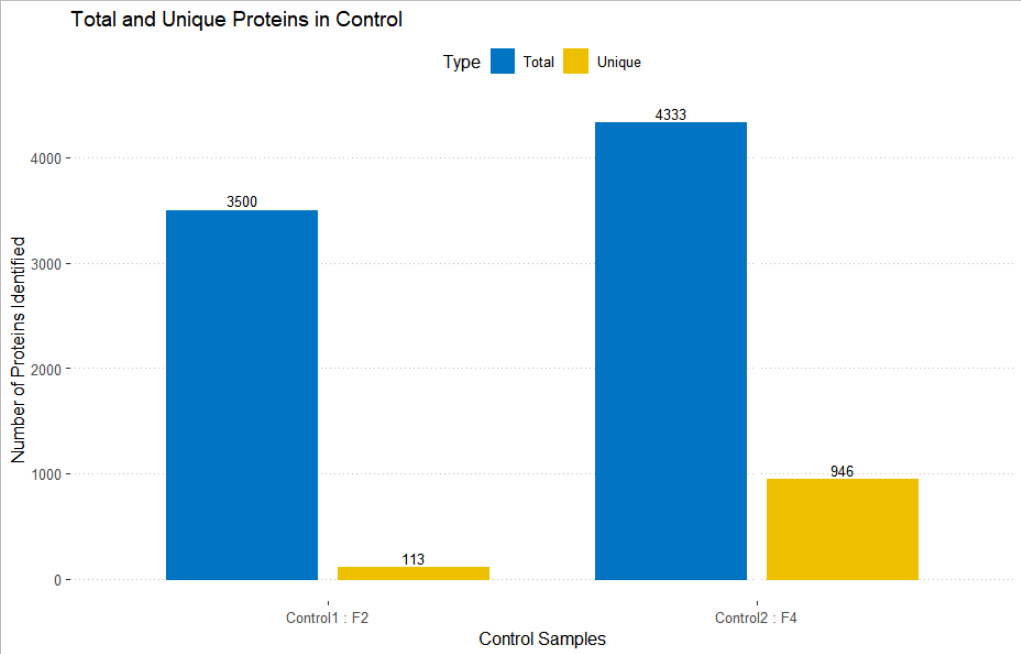 Total and Unique Proteins in Control
Type Total Unique
Number of Proteins Identified
4000
3000
2000
1000
0
3500
113
4333
946
Control1 : F2
Control2 : F4
Control Samples